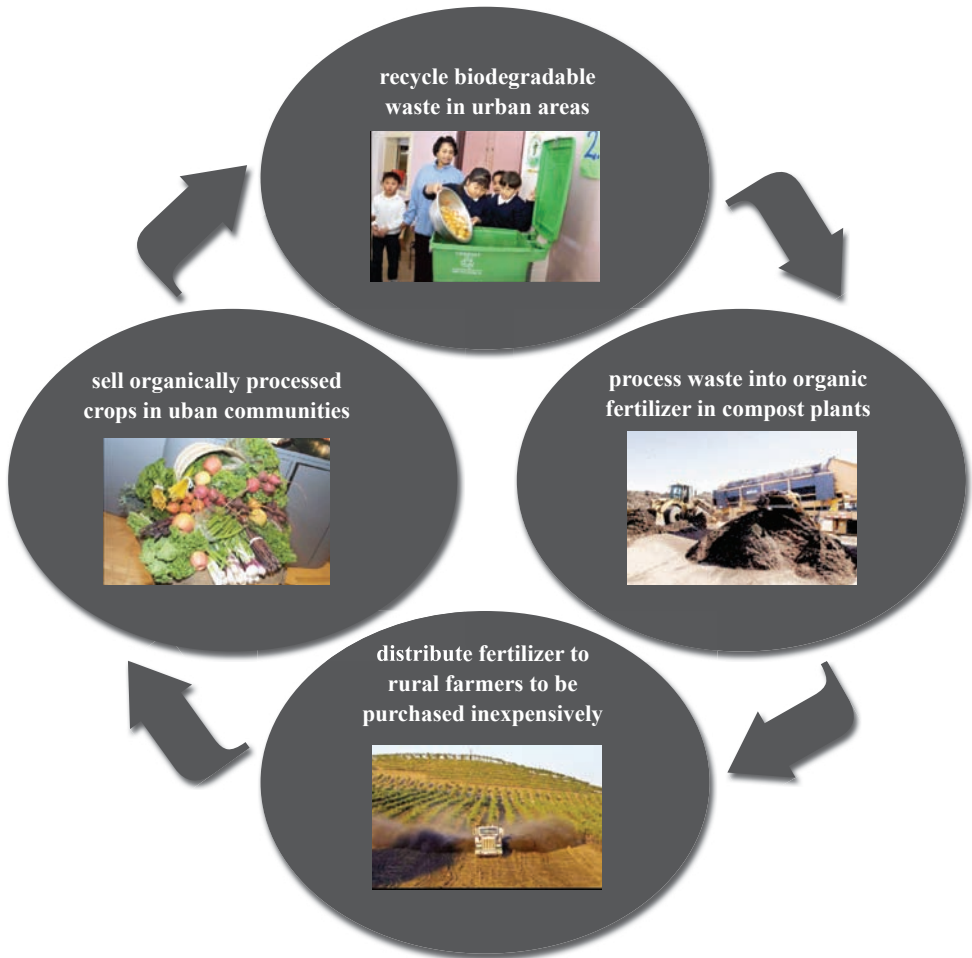 recycle biodegradable
waste in urban areas
process waste into organic
fertilizer in compost plants
distribute fertilizer to
rural farmers to be
purchased inexpensively
sell organically processed
crops in uban communities